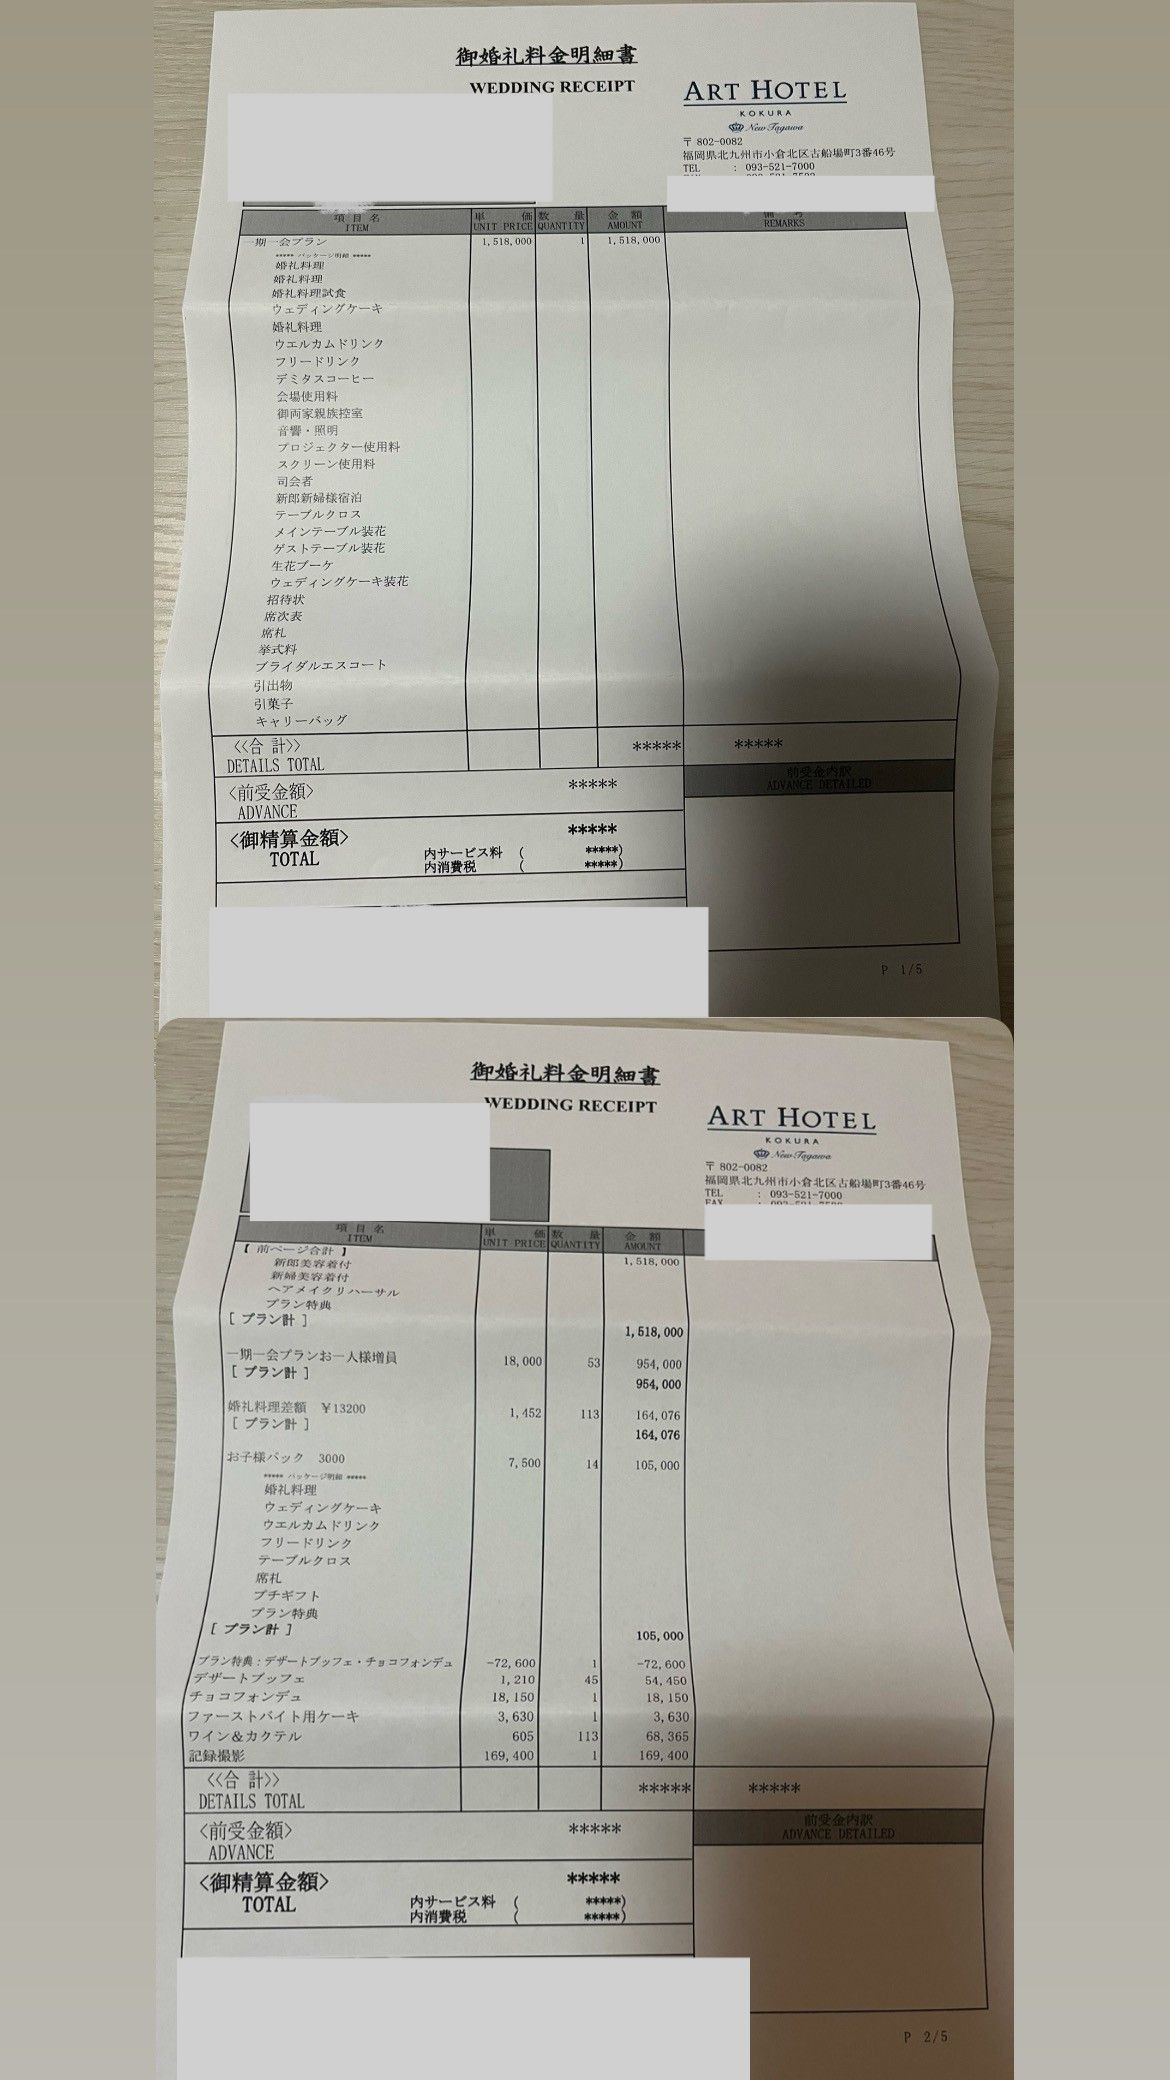 御婚礼料金明細書
WEDDING RECEIPT
ART HOTEL
KOKURA
New Tagawa
〒 802-0082
福岡県北九州市小倉北区古船場町3番46号
TEL : 093-521-7000
項目名 単価 数量 金額
ITEM UNIT PRICE QUANTITY AMOUNT REMARKS
一期一会プラン 1,518,000 1 1,518,000
***** パッケージ明細 *****
婚礼料理
婚礼料理
婚礼料理試食
ウェディングケーキ
婚礼料理
ウエルカムドリンク
フリードリンク
デミタスコーヒー
会場使用料
御両家親族控室
音響・照明
プロジェクター使用料
スクリーン使用料
司会者
新郎新婦様宿泊
テーブルクロス
メインテーブル装花
ゲストテーブル装花
生花ブーケ
ウェディングケーキ装花
招待状
席次表
席札
挙式料
ブライダルエスコート
引出物
引菓子
キャリーバッグ
<<合 計>> ***** *****
DETAILS TOTAL
前受金内訳
ADVANCE DETAILED
<前受金額> *****
ADVANCE
<御精算金額> *****
TOTAL
内サービス料 ( *****)
内消費税 ( *****)
P 1/5
御婚礼料金明細書
WEDDING RECEIPT
ART HOTEL
KOKURA
New Tagawa
〒 802-0082
福岡県北九州市小倉北区古船場町3番46号
TEL : 093-521-7000
FAX
項目名 単価 数量 金額
ITEM UNIT PRICE QUANTITY AMOUNT
【 前ページ合計 】 1,518,000
新郎美容着付
新婦美容着付
ヘアメイクリハーサル
プラン特典
[ プラン計 ] 1,518,000
一期一会プランお一人様増員 18,000 53 954,000
[ プラン計 ] 954,000
婚礼料理差額 ¥13200 1,452 113 164,076
[ プラン計 ] 164,076
お子様パック 3000 7,500 14 105,000
***** パッケージ明細 *****
婚礼料理
ウェディングケーキ
ウエルカムドリンク
フリードリンク
テーブルクロス
席札
プチギフト
プラン特典
[ プラン計 ] 105,000
プラン特典:デザートブッフェ・チョコフォンデュ -72,600 1 -72,600
デザートブッフェ 1,210 45 54,450
チョコフォンデュ 18,150 1 18,150
ファーストバイト用ケーキ 3,630 1 3,630
ワイン&カクテル 605 113 68,365
記録撮影 169,400 1 169,400
<<合 計>> ***** *****
DETAILS TOTAL
前受金内訳
ADVANCE DETAILED
<前受金額> *****
ADVANCE
<御精算金額> *****
TOTAL
内サービス料 ( *****)
内消費税 ( *****)
P 2/5